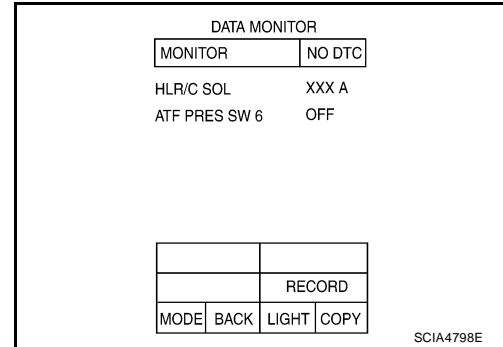 DATA MONITOR
MONITOR NO DTC
HLR/C SOL XXX A
ATF PRES SW 6 OFF
RECORD
MODE BACK LIGHT COPY
SCIA4798E